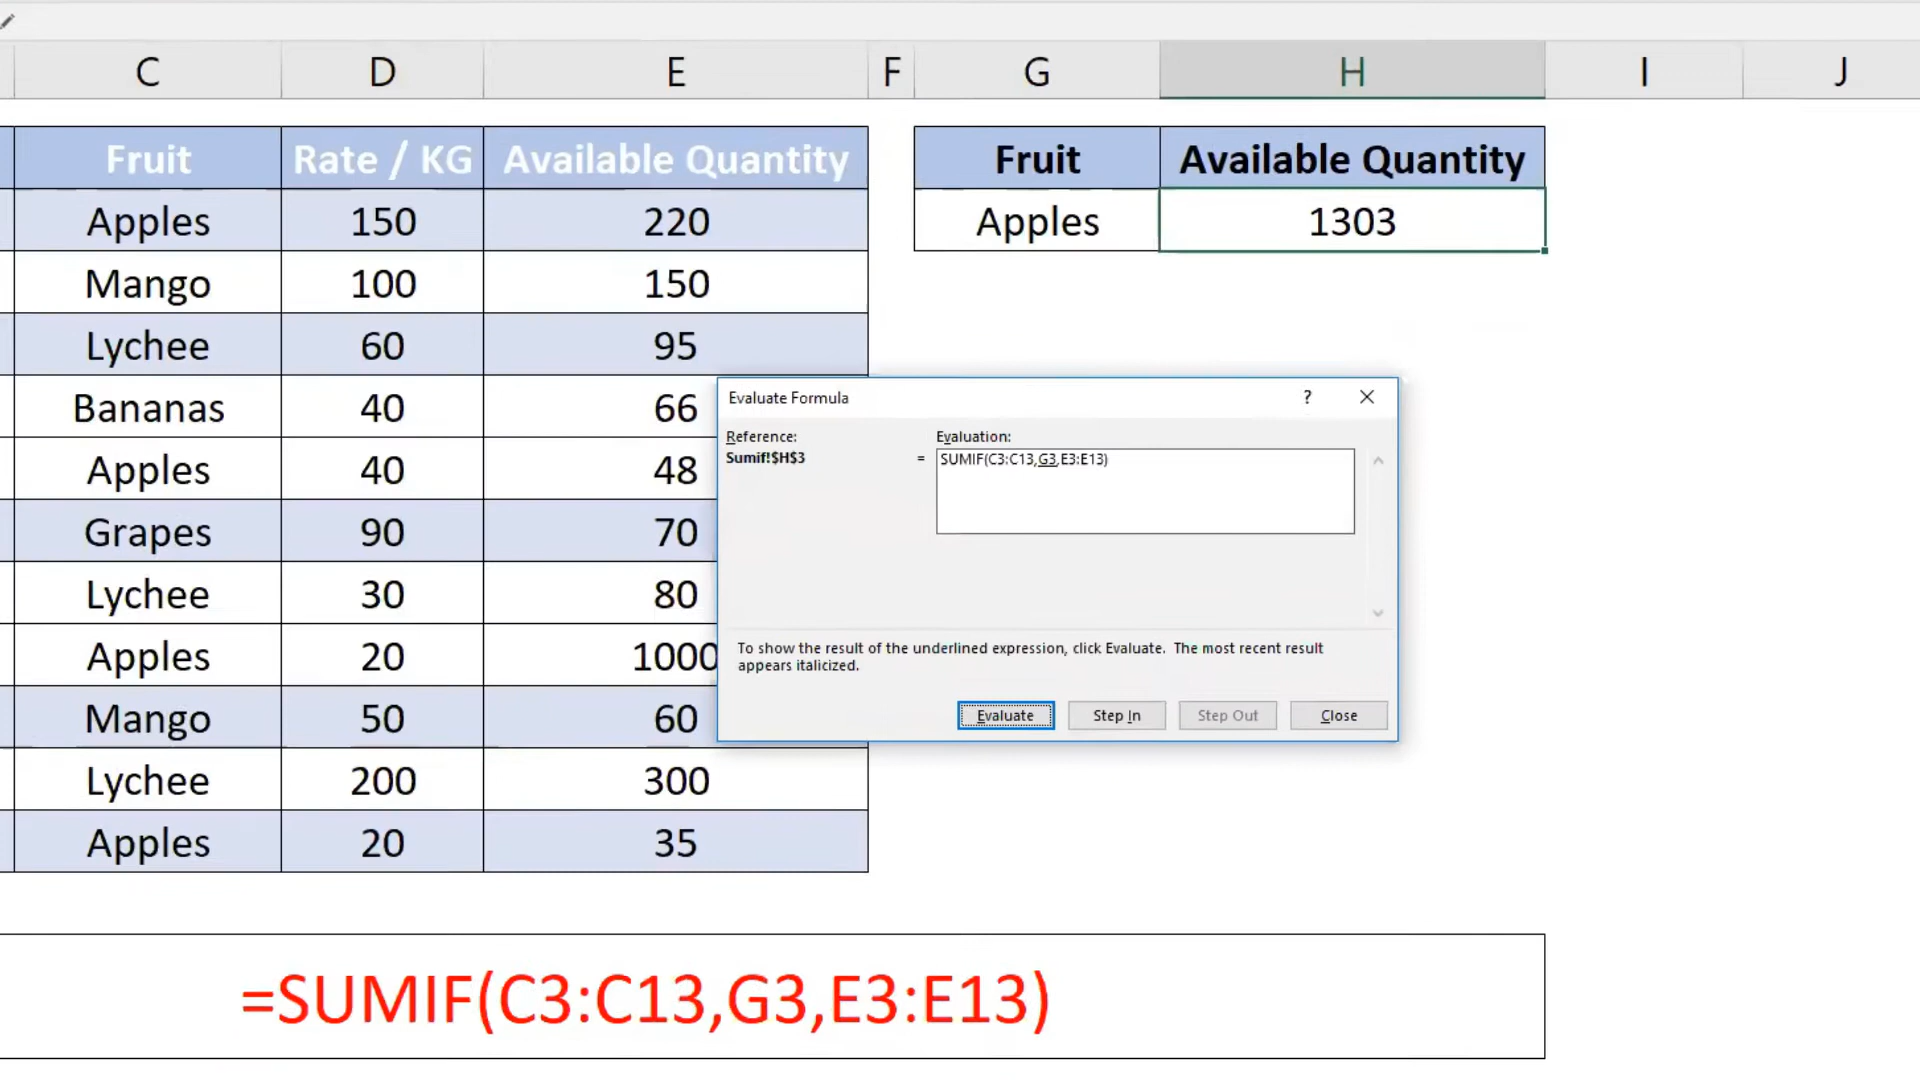 C D E F G H I J
Fruit Rate / KG Available Quantity Fruit Available Quantity
Apples 150 220 Apples 1303
Mango 100 150
Lychee 60 95
Bananas 40 66
Apples 40 48
Grapes 90 70
Lychee 30 80
Apples 20 1000
Mango 50 60
Lychee 200 300
Apples 20 35
Evaluate Formula ?
Reference: Evaluation:
Sumif!$H$3 = SUMIF(C3:C13,G3,E3:E13)
To show the result of the underlined expression, click Evaluate. The most recent result
appears italicized.
Evaluate Step In Step Out Close
=SUMIF(C3:C13,G3,E3:E13)